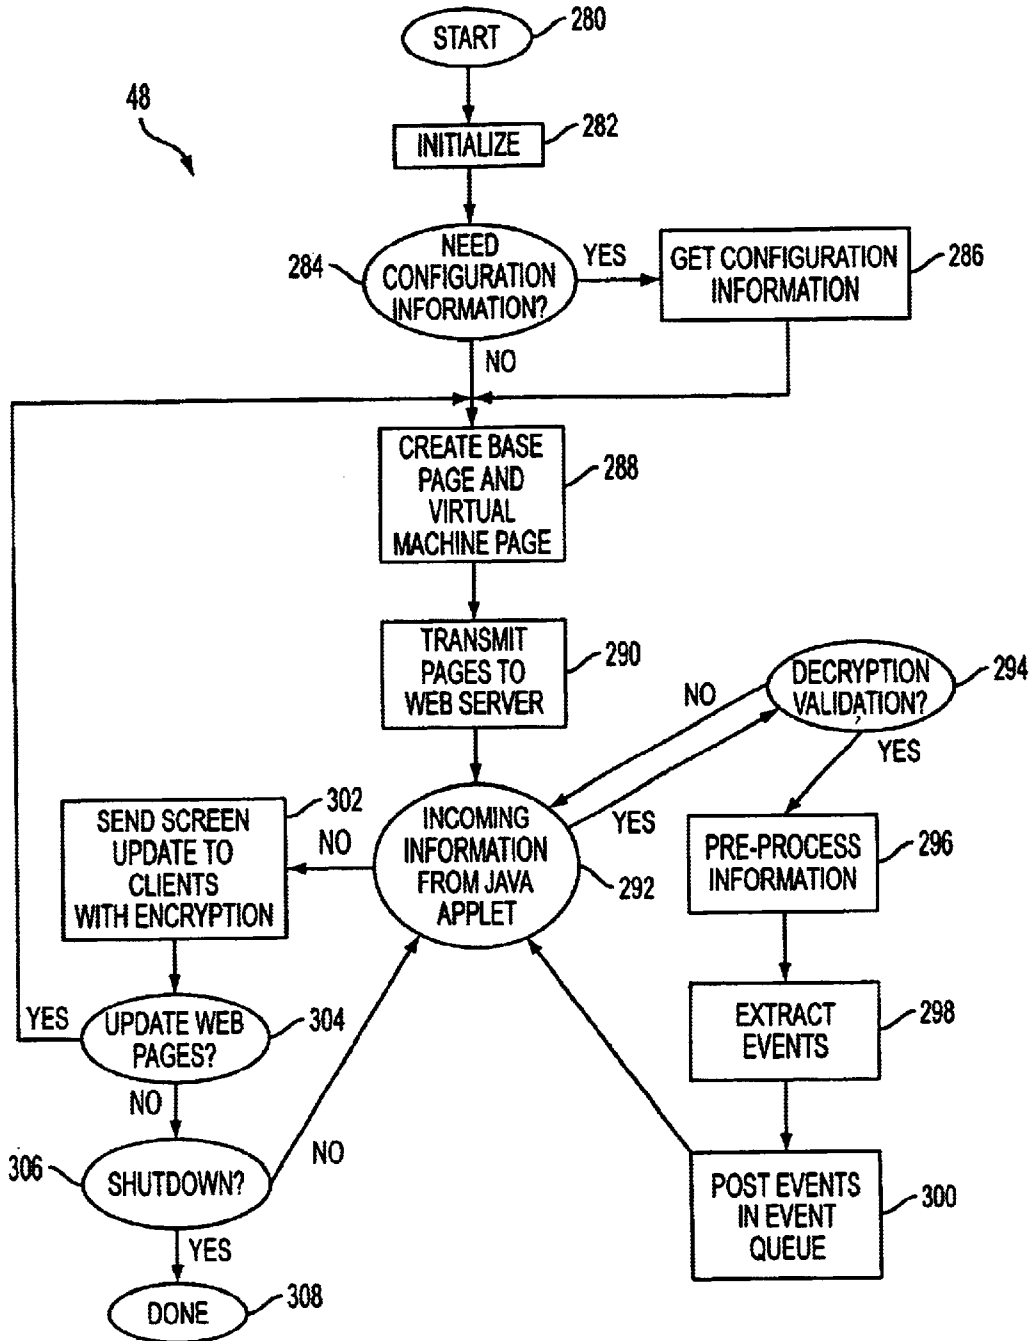 START
280
48
INITIALIZE
282
NEED
CONFIGURATION
INFORMATION?
284
YES
GET CONFIGURATION
INFORMATION
286
NO
CREATE BASE
PAGE AND
VIRTUAL
MACHINE PAGE
288
TRANSMIT
PAGES TO
WEB SERVER
290
DECRYPTION
VALIDATION?
294
NO
YES
YES
INCOMING
INFORMATION
FROM JAVA
APPLET
292
NO
302
SEND SCREEN
UPDATE TO
CLIENTS
WITH ENCRYPTION
PRE-PROCESS
INFORMATION
296
EXTRACT
EVENTS
298
YES
UPDATE WEB
PAGES?
304
NO
306
SHUTDOWN?
NO
POST EVENTS
IN EVENT
QUEUE
300
YES
DONE
308